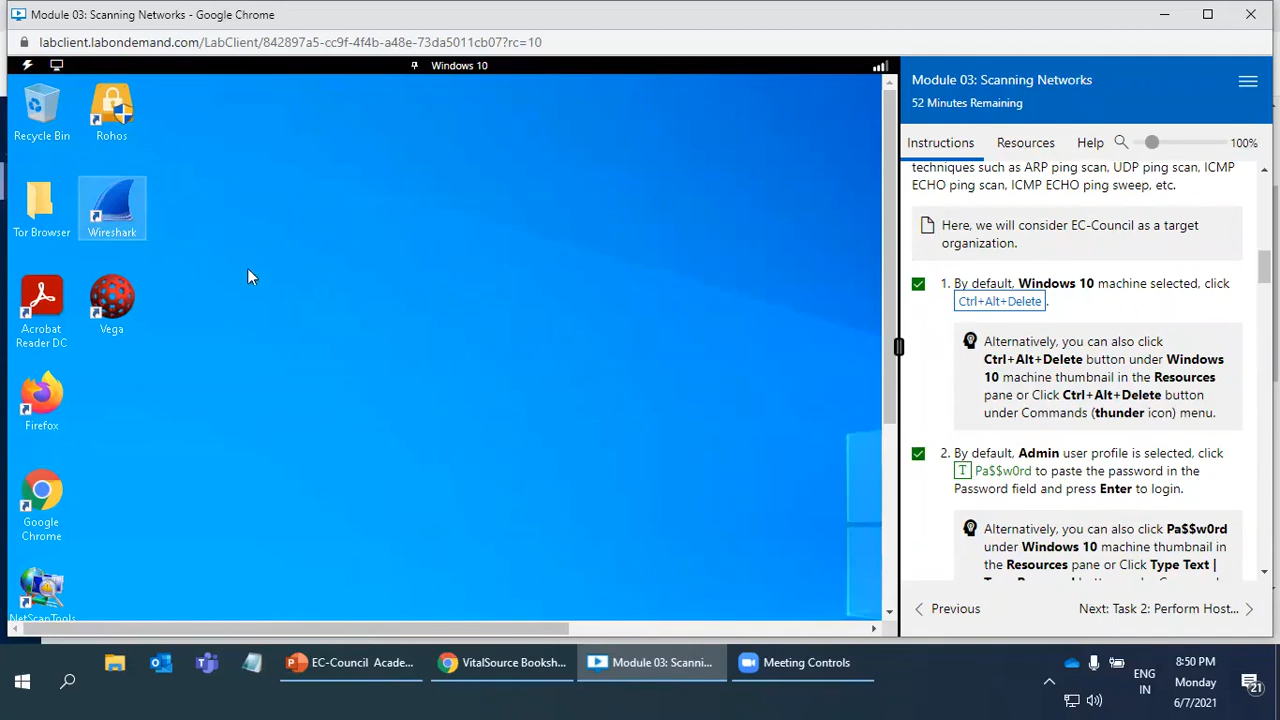 Module 03: Scanning Networks - Google Chrome
labclient.labondemand.com/LabClient/842897a5-cc9f-4f4b-a48e-73da5011cb07?rc=10
Windows 10
Recycle Bin
Rohos
Tor Browser
Wireshark
Acrobat
Reader DC
Vega
Firefox
Google
Chrome
NetScanTools
Module 03: Scanning Networks
52 Minutes Remaining
Instructions
Resources
Help
100%
techniques such as ARP ping scan, UDP ping scan, ICMP
ECHO ping scan, ICMP ECHO ping sweep, etc.
Here, we will consider EC-Council as a target
organization.
1. By default, Windows 10 machine selected, click
Ctrl+Alt+Delete.
Alternatively, you can also click
Ctrl+Alt+Delete button under Windows
10 machine thumbnail in the Resources
pane or Click Ctrl+Alt+Delete button
under Commands (thunder icon) menu.
2. By default, Admin user profile is selected, click
T Pa$$w0rd to paste the password in the
Password field and press Enter to login.
Alternatively, you can also click Pa$$w0rd
under Windows 10 machine thumbnail in
the Resources pane or Click Type Text |
Previous
Next: Task 2: Perform Host...
EC-Council Acade...
VitalSource Booksh...
Module 03: Scanni...
Meeting Controls
ENG
IN
8:50 PM
Monday
6/7/2021
21